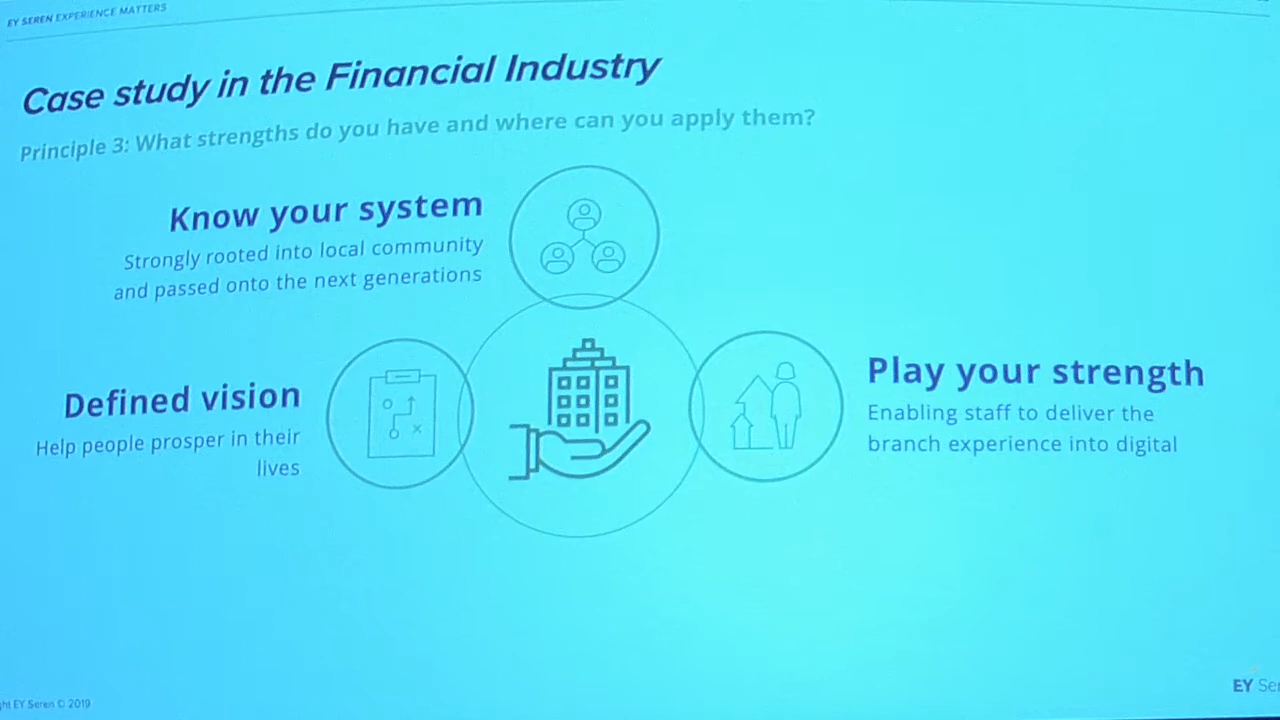 EY SEREN EXPERIENCE MATTERS
Case study in the Financial Industry
Principle 3: What strengths do you have and where can you apply them?
Know your system
Strongly rooted into local community
and passed onto the next generations
Defined vision
Help people prosper in their
lives
Play your strength
Enabling staff to deliver the
branch experience into digital
EY Seren © 2019
EY